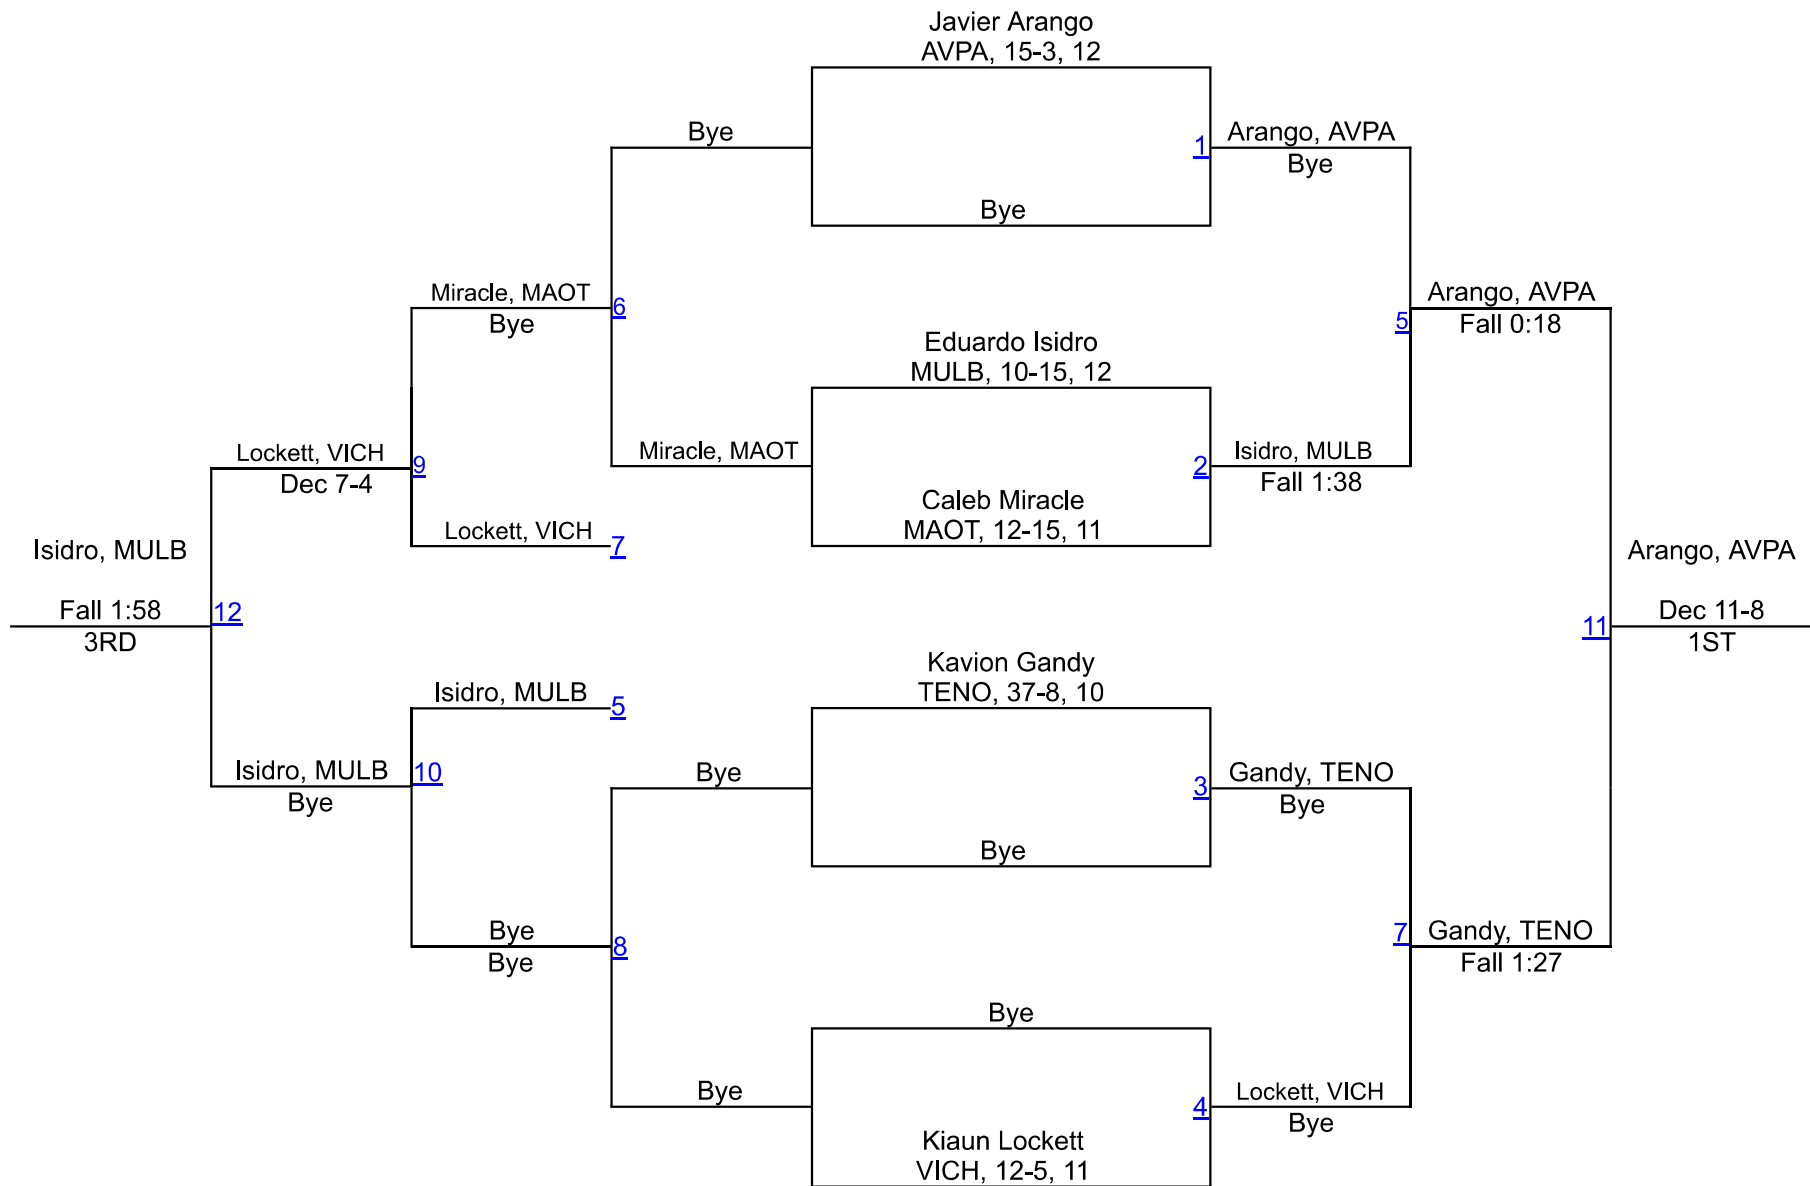 Javier Arango
AVPA, 15-3, 12
Bye
1
Arango, AVPA
Bye
Bye
Miracle, MAOT
Bye
6
Arango, AVPA
Fall 0:18
5
Eduardo Isidro
MULB, 10-15, 12
Lockett, VICH
Dec 7-4
9
Miracle, MAOT
2
Isidro, MULB
Fall 1:38
Caleb Miracle
MAOT, 12-15, 11
Lockett, VICH
7
Isidro, MULB
Fall 1:58
3RD
12
Arango, AVPA
Dec 11-8
1ST
11
Kavion Gandy
TENO, 37-8, 10
Isidro, MULB
5
Isidro, MULB
Bye
10
Bye
3
Gandy, TENO
Bye
Bye
Bye
Bye
8
7
Gandy, TENO
Fall 1:27
Bye
Bye
4
Lockett, VICH
Bye
Kiaun Lockett
VICH, 12-5, 11